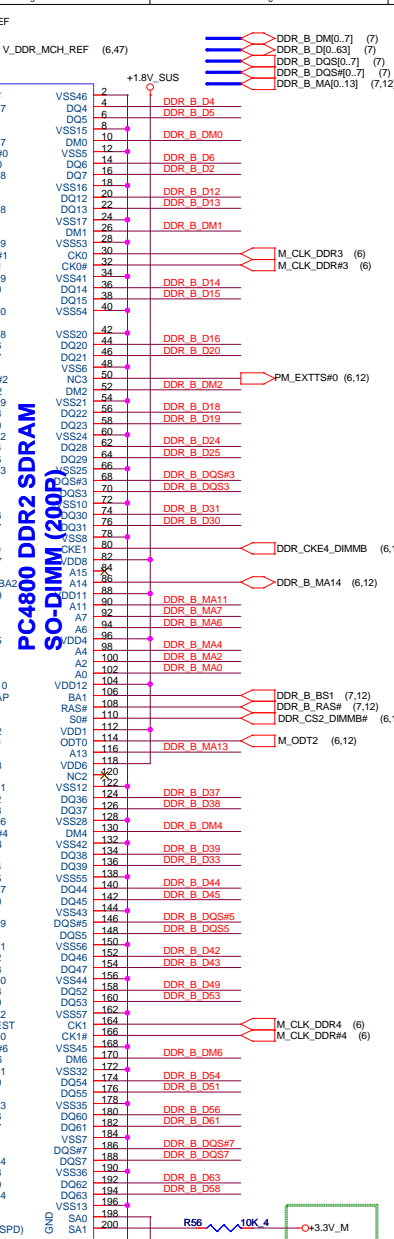 EF
DDR_B_DM[0..7] (7)
V_DDR_MCH_REF (6,47)
DDR_B_D[0..63] (7)
DDR_B_DQS[0..7] (7)
DDR_B_DQS#[0..7] (7)
+1.8V_SUS
DDR_B_MA[0..13] (7,12)
PC4800 DDR2 SDRAM
SO-DIMM (200P)
VSS46 2
DQ4 4 DDR_B_D4
DQ5 6 DDR_B_D5
VSS15 8
DM0 10 DDR_B_DM0
VSS5 12
DQ6 14 DDR_B_D6
DQ7 16 DDR_B_D2
VSS16 18
DQ12 20 DDR_B_D12
DQ13 22 DDR_B_D13
VSS17 24
DM1 26 DDR_B_DM1
VSS53 28
CK0 30 M_CLK_DDR3 (6)
CK0# 32 M_CLK_DDR#3 (6)
VSS41 34
DQ14 36 DDR_B_D14
DQ15 38 DDR_B_D15
VSS54 40
VSS20 42
DQ20 44 DDR_B_D16
DQ21 46 DDR_B_D20
VSS6 48
NC3 50 PM_EXTTS#0 (6,12)
DM2 52 DDR_B_DM2
VSS21 54
DQ22 56 DDR_B_D18
DQ23 58 DDR_B_D19
VSS24 60
DQ28 62 DDR_B_D24
DQ29 64 DDR_B_D25
VSS25 66
DQS#3 68 DDR_B_DQS#3
DQS3 70 DDR_B_DQS3
VSS10 72
DQ30 74 DDR_B_D31
DQ31 76 DDR_B_D30
VSS8 78
CKE1 80 DDR_CKE4_DIMMB (6,1
VDD8 82
A15 84
A14 86 DDR_B_MA14 (6,12)
VDD11 88
A11 90 DDR_B_MA11
A7 92 DDR_B_MA7
A6 94 DDR_B_MA6
VDD4 96
A4 98 DDR_B_MA4
A2 100 DDR_B_MA2
A0 102 DDR_B_MA0
VDD12 104
BA1 106 DDR_B_BS1 (7,12)
RAS# 108 DDR_B_RAS# (7,12)
S0# 110 DDR_CS2_DIMMB# (6,1
VDD1 112
ODT0 114 M_ODT2 (6,12)
A13 116 DDR_B_MA13
VDD6 118
NC2 120
VSS12 122
DQ36 124 DDR_B_D37
DQ37 126 DDR_B_D38
VSS28 128
DM4 130 DDR_B_DM4
VSS42 132
DQ38 134 DDR_B_D39
DQ39 136 DDR_B_D33
VSS55 138
DQ44 140 DDR_B_D44
DQ45 142 DDR_B_D45
VSS43 144
DQS#5 146 DDR_B_DQS#5
DQS5 148 DDR_B_DQS5
VSS56 150
DQ46 152 DDR_B_D42
DQ47 154 DDR_B_D43
VSS44 156
DQ52 158 DDR_B_D49
DQ53 160 DDR_B_D53
VSS57 162
CK1 164 M_CLK_DDR4 (6)
CK1# 166 M_CLK_DDR#4 (6)
VSS45 168
DM6 170 DDR_B_DM6
VSS32 172
DQ54 174 DDR_B_D54
DQ55 176 DDR_B_D51
VSS35 178
DQ60 180 DDR_B_D56
DQ61 182 DDR_B_D61
VSS7 184
DQS#7 186 DDR_B_DQS#7
DQS7 188 DDR_B_DQS7
VSS36 190
DQ62 192 DDR_B_D63
DQ63 194 DDR_B_D58
VSS13 196
SA0 198
SPD) GND SA1 200 R56 10K_4 +3.3V_M